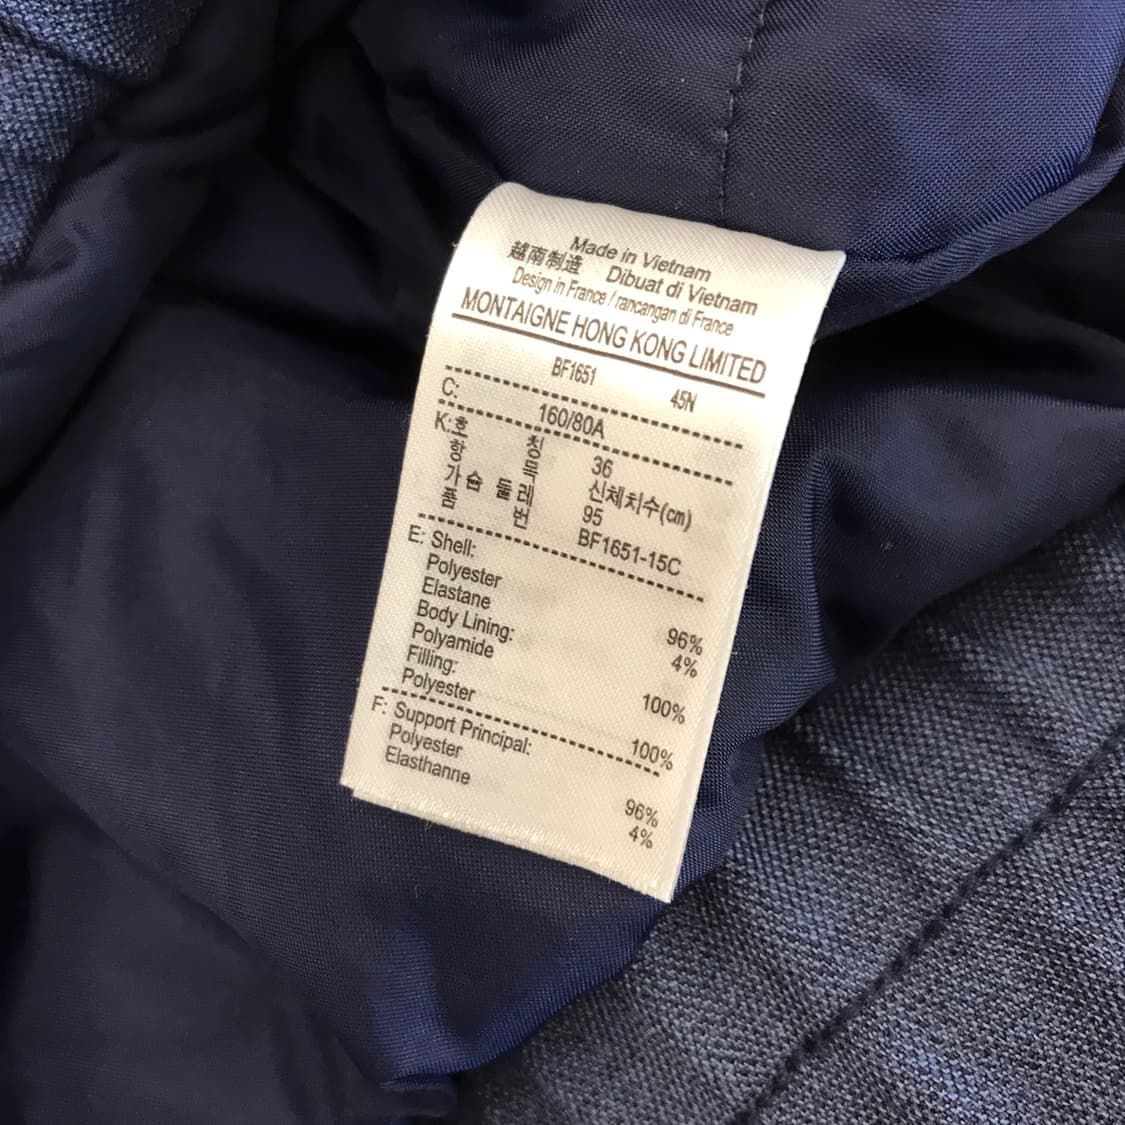 Made in Vietnam
越南制造 Dibuat di Vietnam
Design in France / rancangan di France
MONTAIGNE HONG KONG LIMITED
BF1651 45N
C: 160/80A
K:호 칭 36
항 목 신체치수(cm)
가슴둘레 95
품 번 BF1651-15C
E: Shell:
Polyester 96%
Elastane 4%
Body Lining:
Polyamide 100%
Filling:
Polyester 100%
F: Support Principal:
Polyester 96%
Elasthanne 4%